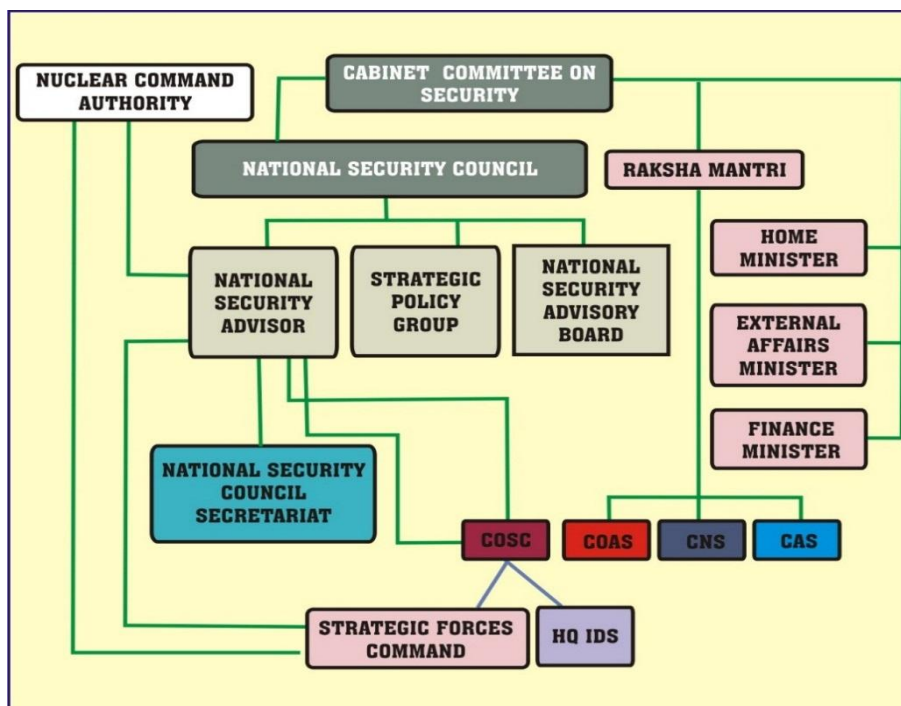 NUCLEAR COMMAND
AUTHORITY
CABINET COMMITTEE ON
SECURITY
NATIONAL SECURITY COUNCIL
RAKSHA MANTRI
HOME
MINISTER
NATIONAL
SECURITY
ADVISOR
STRATEGIC
POLICY
GROUP
NATIONAL
SECURITY
ADVISORY
BOARD
EXTERNAL
AFFAIRS
MINISTER
FINANCE
MINISTER
NATIONAL SECURITY
COUNCIL
SECRETARIAT
COSC
COAS
CNS
CAS
STRATEGIC FORCES
COMMAND
HQ IDS